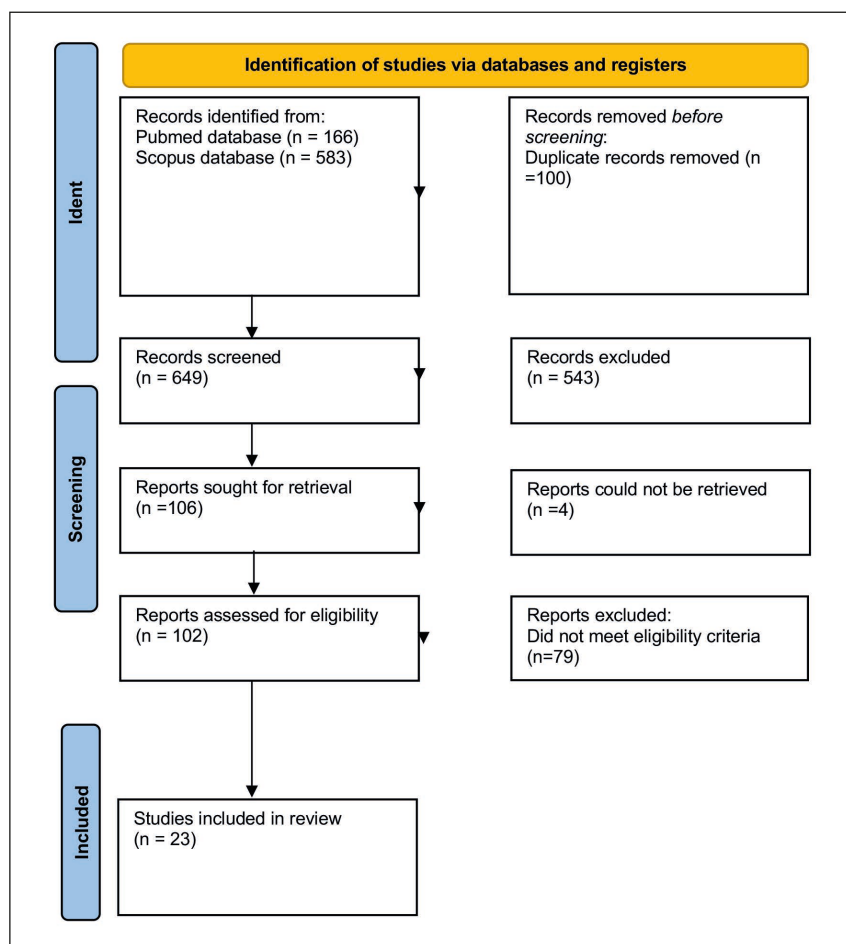 Identification of studies via databases and registers
Ident
Records identified from:
Pubmed database (n = 166)
Scopus database (n = 583)
Records removed before
screening:
Duplicate records removed (n
=100)
Records screened
(n = 649)
Records excluded
(n = 543)
Screening
Reports sought for retrieval
(n =106)
Reports could not be retrieved
(n =4)
Reports assessed for eligibility
(n = 102)
Reports excluded:
Did not meet eligibility criteria
(n=79)
Included
Studies included in review
(n = 23)